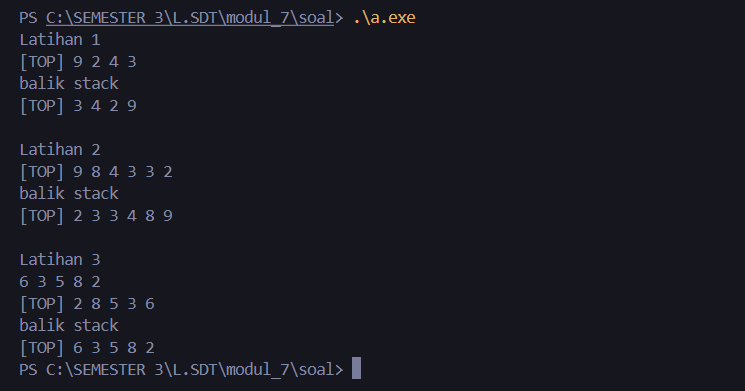 PS C:\SEMESTER 3\L.SDT\modul_7\soal> .\a.exe
Latihan 1
[TOP] 9 2 4 3
balik stack
[TOP] 3 4 2 9
Latihan 2
[TOP] 9 8 4 3 3 2
balik stack
[TOP] 2 3 3 4 8 9
Latihan 3
6 3 5 8 2
[TOP] 2 8 5 3 6
balik stack
[TOP] 6 3 5 8 2
PS C:\SEMESTER 3\L.SDT\modul_7\soal>